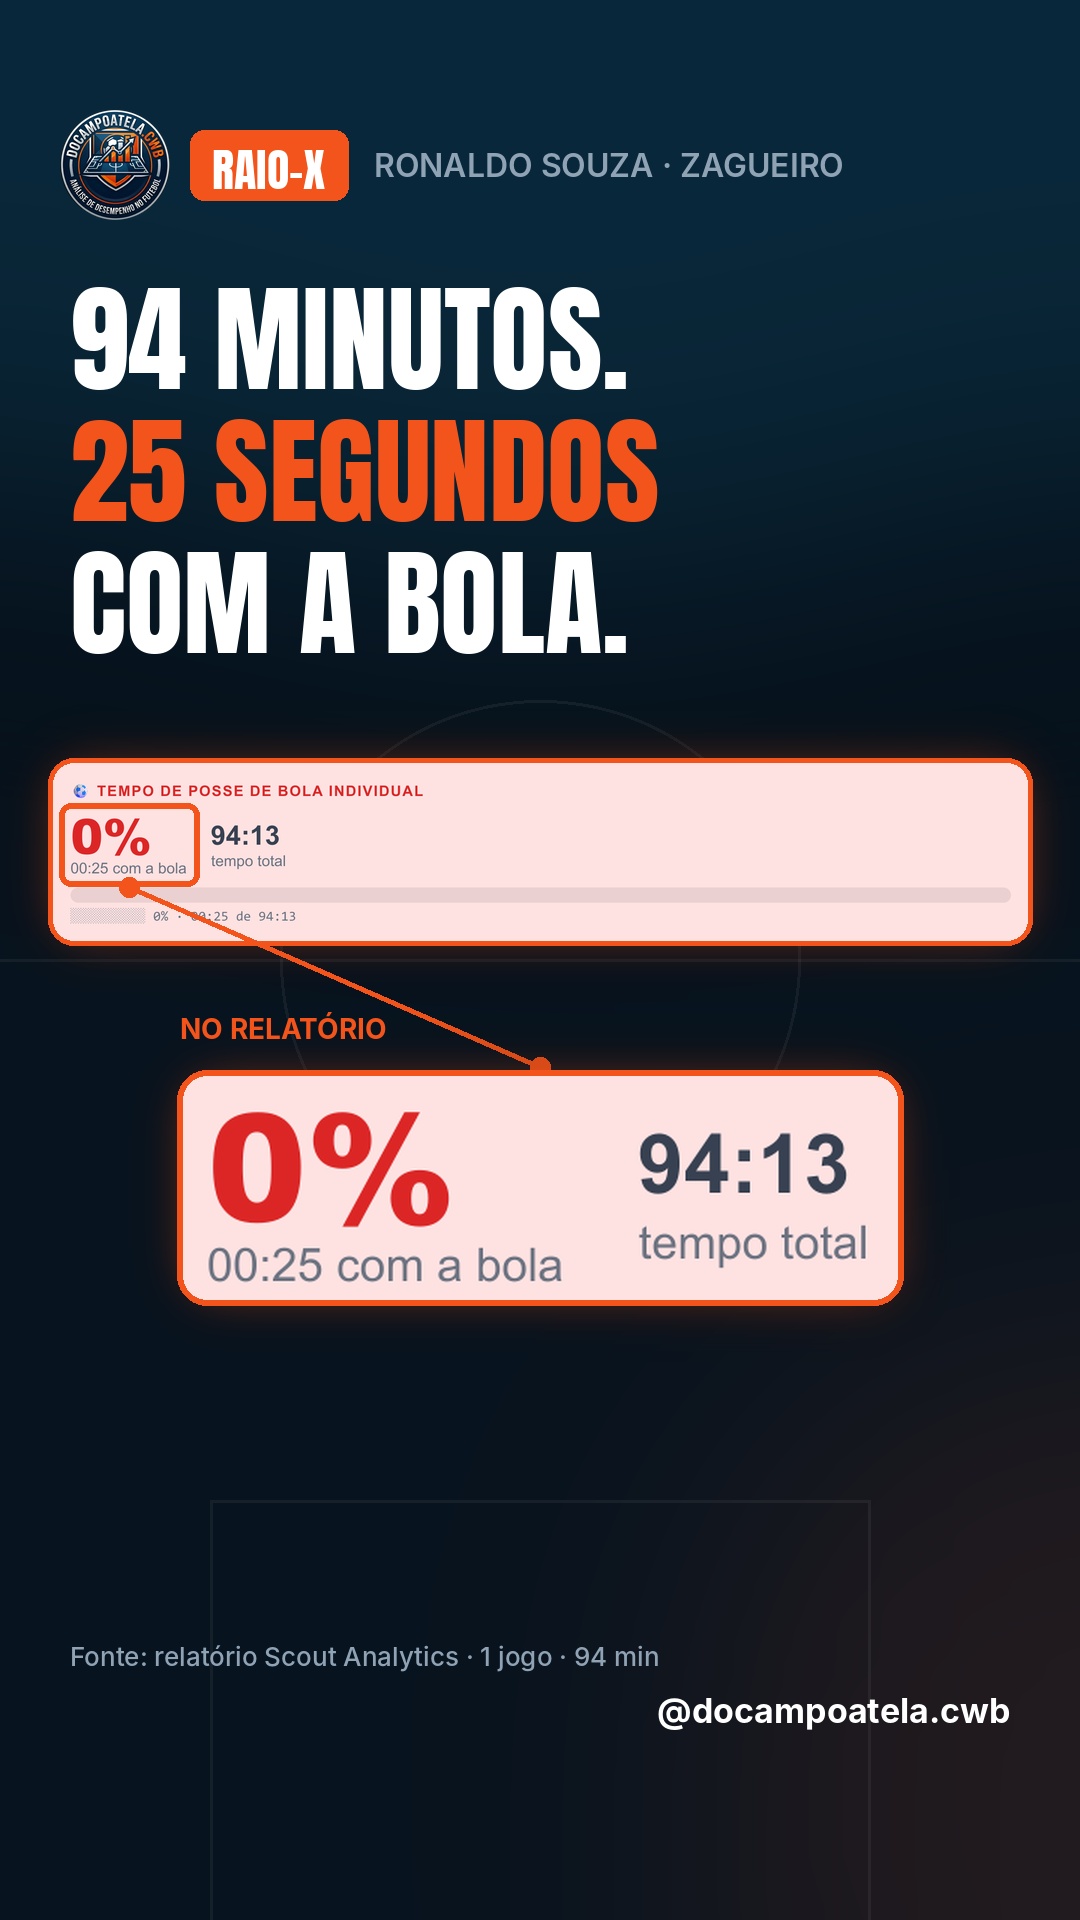 DOCAMPOATELA.CWB
ANÁLISE DE DESEMPENHO NO FUTEBOL
RAIO-X
RONALDO SOUZA · ZAGUEIRO
94 MINUTOS.
25 SEGUNDOS
COM A BOLA.
TEMPO DE POSSE DE BOLA INDIVIDUAL
0%
94:13
00:25 com a bola
tempo total
0% · 00:25 de 94:13
NO RELATÓRIO
0%
94:13
00:25 com a bola
tempo total
Fonte: relatório Scout Analytics · 1 jogo · 94 min
@docampoatela.cwb